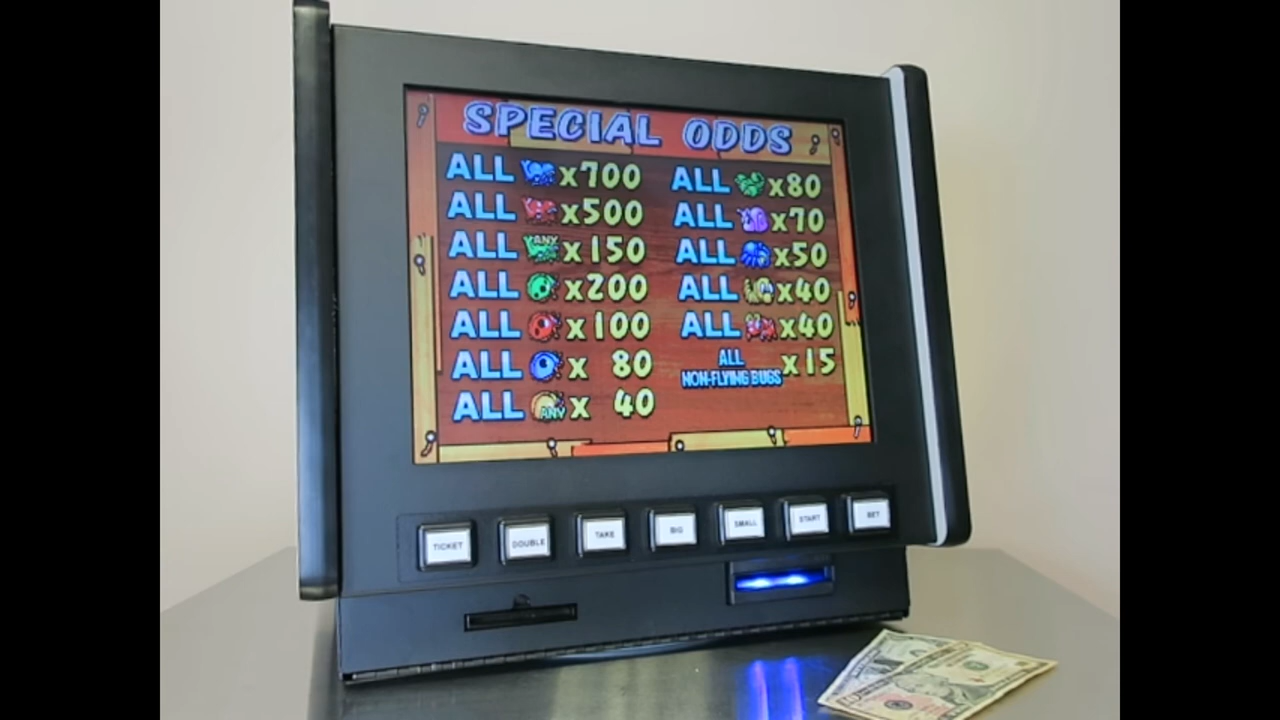 SPECIAL ODDS
ALL x700
ALL x500
ALL ANY x150
ALL x200
ALL x100
ALL x 80
ALL ANY x 40
ALL x80
ALL x70
ALL x50
ALL x40
ALL x40
ALL x15
NON-FLYING BUGS
TICKET DOUBLE TAKE BIG SMALL START BET